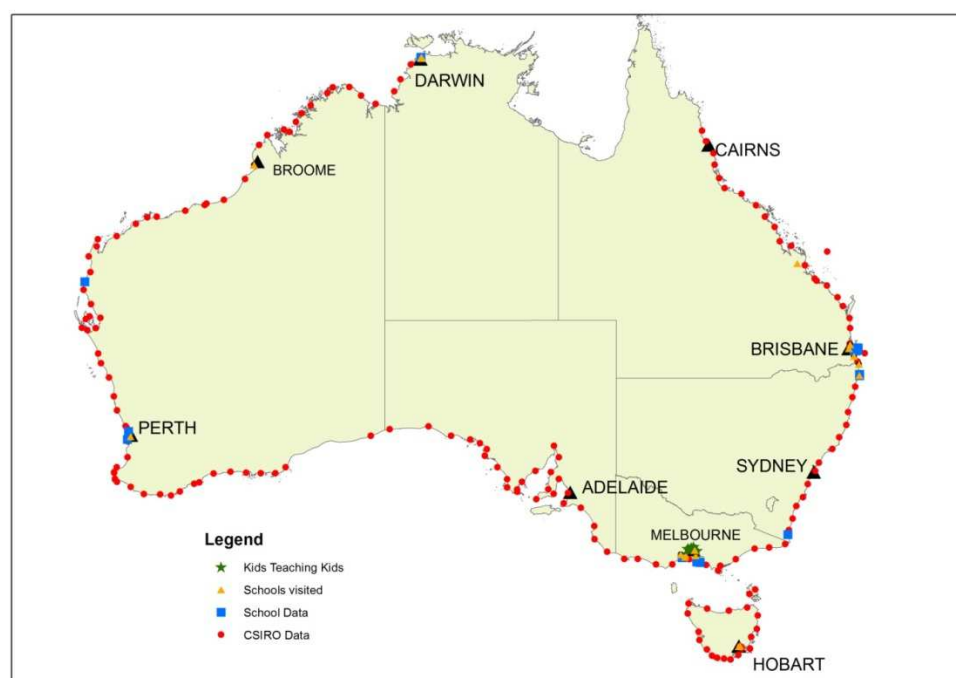 DARWIN
CAIRNS
BROOME
BRISBANE
PERTH
SYDNEY
ADELAIDE
MELBOURNE
Legend
Kids Teaching Kids
Schools visited
School Data
CSIRO Data
HOBART